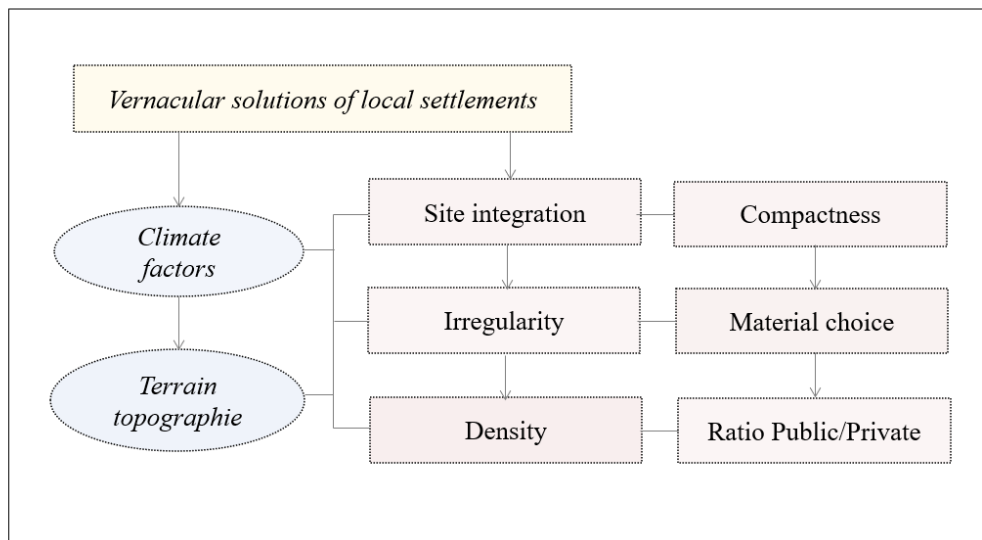 Vernacular solutions of local settlements
Site integration
Compactness
Climate
factors
Irregularity
Material choice
Terrain
topographie
Density
Ratio Public/Private